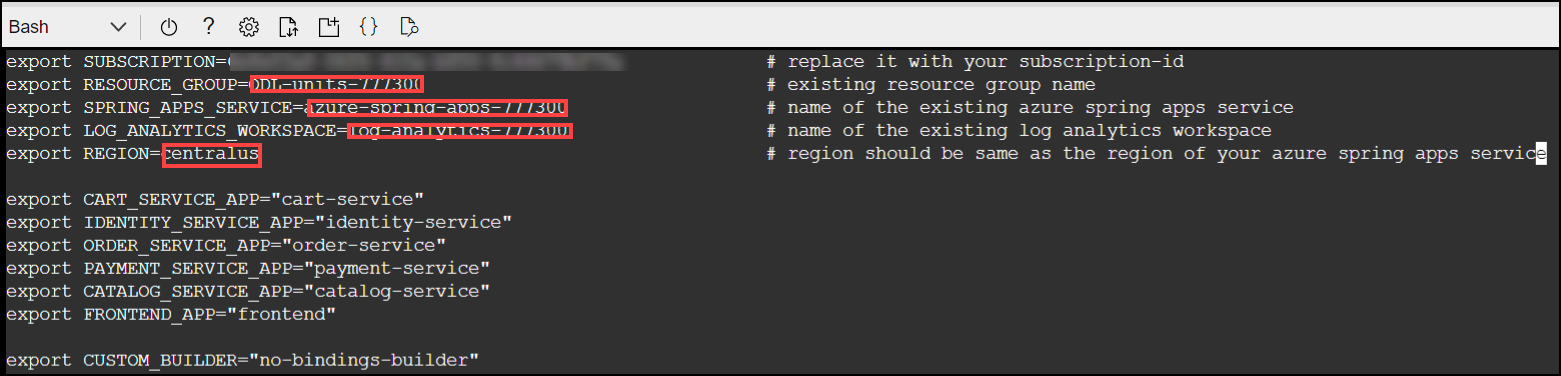 Bash
export SUBSCRIPTION= # replace it with your subscription-id
export RESOURCE_GROUP=ODL-units-777300 # existing resource group name
export SPRING_APPS_SERVICE=azure-spring-apps-777300 # name of the existing azure spring apps service
export LOG_ANALYTICS_WORKSPACE=log-analytics-777300 # name of the existing log analytics workspace
export REGION=centralus # region should be same as the region of your azure spring apps service
export CART_SERVICE_APP="cart-service"
export IDENTITY_SERVICE_APP="identity-service"
export ORDER_SERVICE_APP="order-service"
export PAYMENT_SERVICE_APP="payment-service"
export CATALOG_SERVICE_APP="catalog-service"
export FRONTEND_APP="frontend"
export CUSTOM_BUILDER="no-bindings-builder"